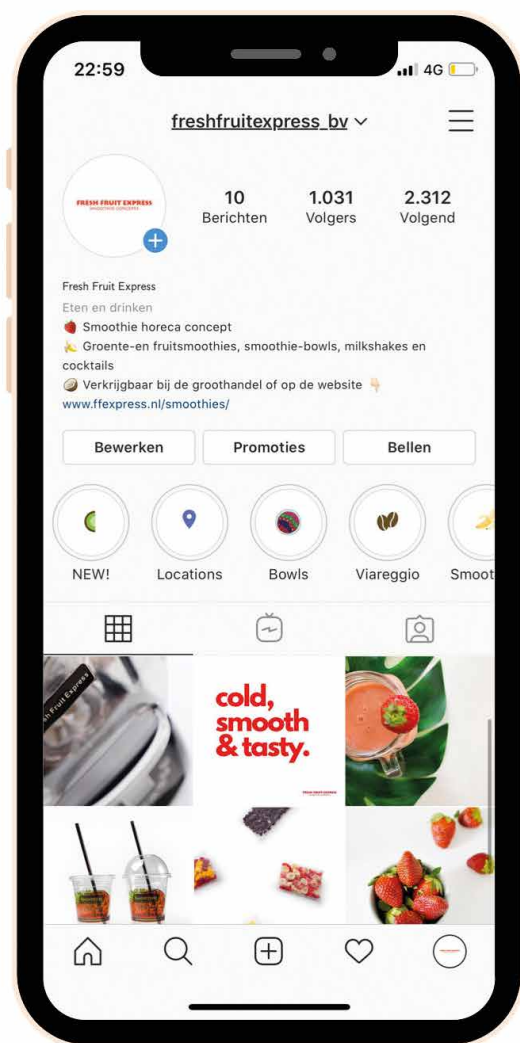 22:59
4G
freshfruitexpress_bv
FRESH FRUIT EXPRESS
10 1.031 2.312
Berichten Volgers Volgend
Fresh Fruit Express
Eten en drinken
Smoothie horeca concept
Groente-en fruitsmoothies, smoothie-bowls, milkshakes en
cocktails
Verkrijgbaar bij de groothandel of op de website
www.ffexpress.nl/smoothies/
Bewerken Promoties Bellen
NEW! Locations Bowls Viareggio Smoot
sh Fruit Express
cold,
smooth
& tasty.
FRESH FRUIT EXPRESS